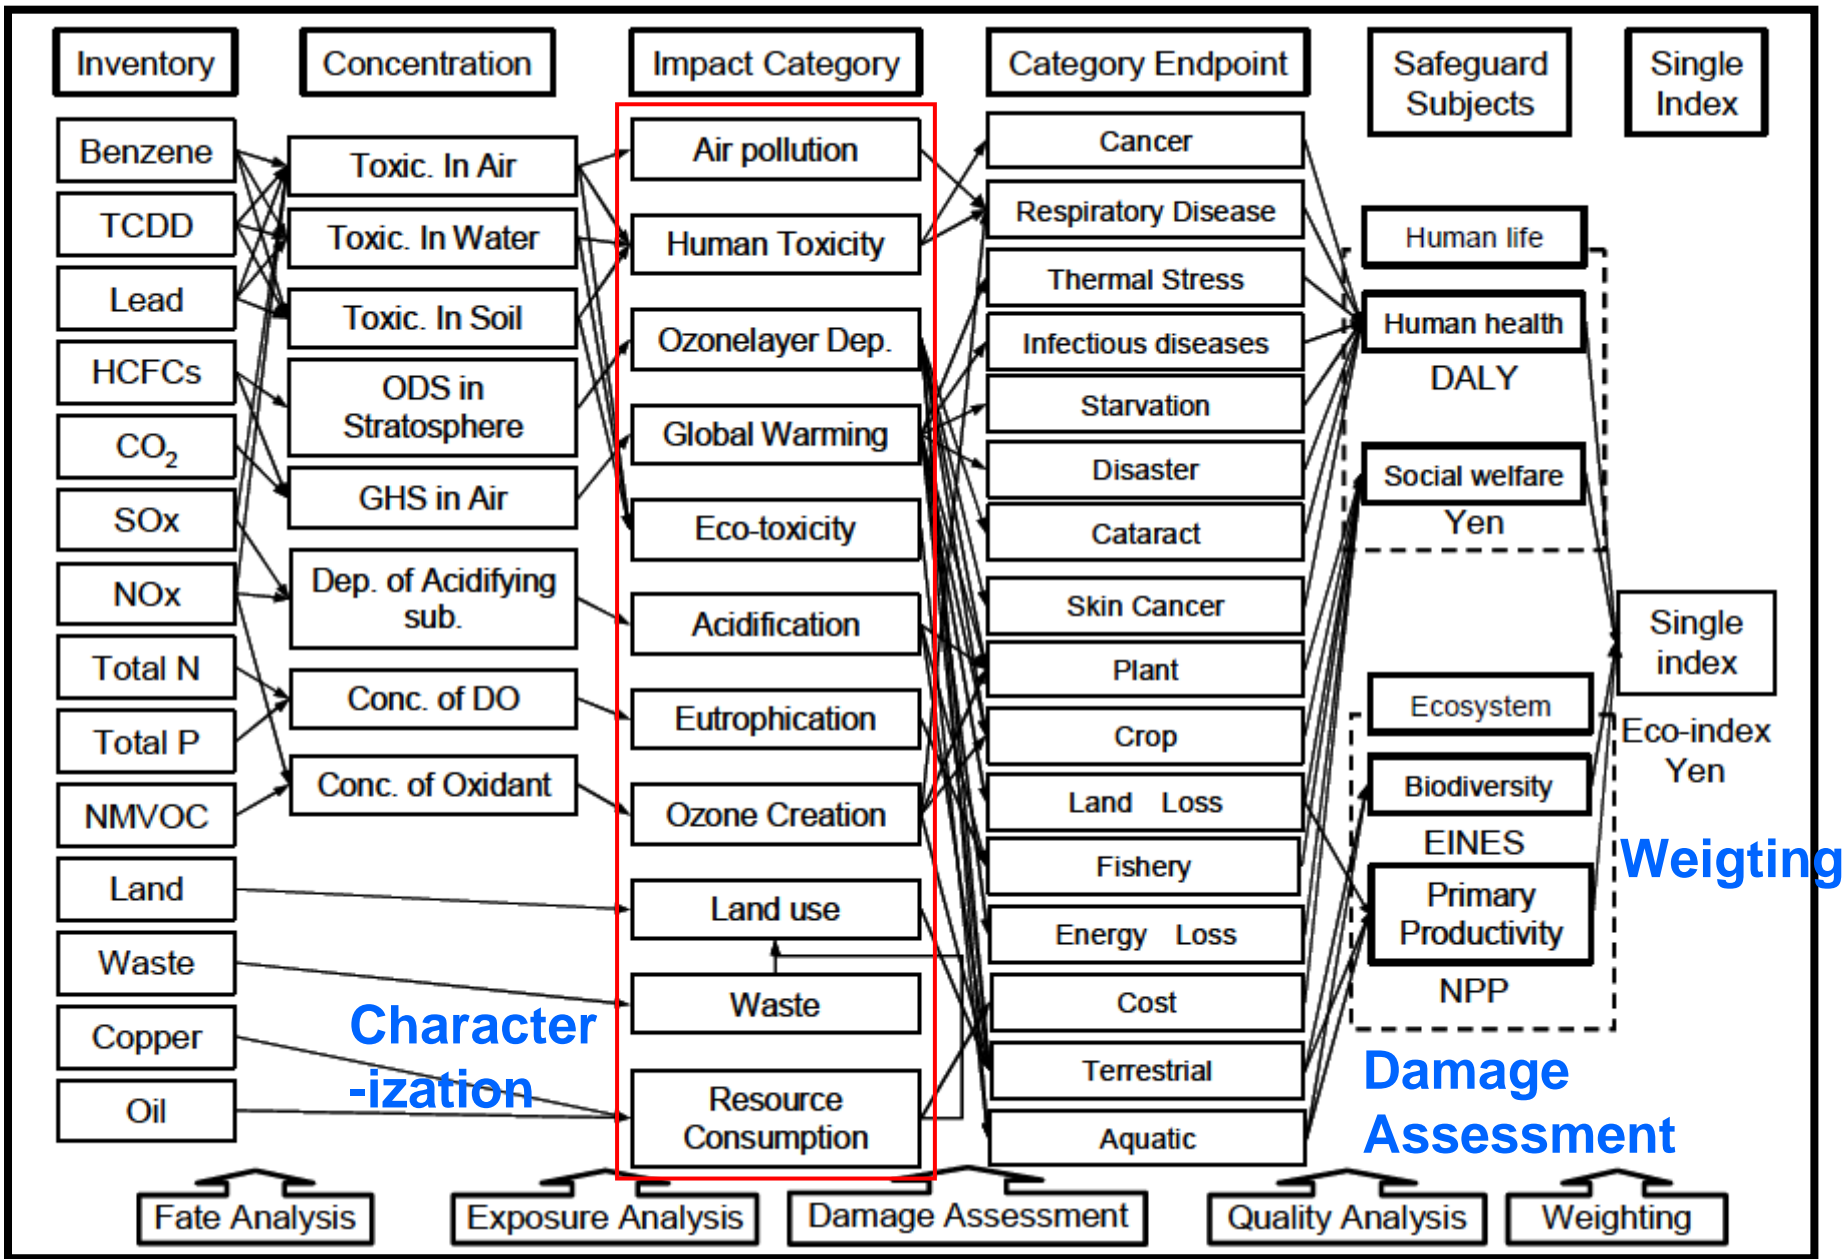 Inventory
Concentration
Impact Category
Category Endpoint
Safeguard
Subjects
Single
Index
Benzene
TCDD
Lead
HCFCs
CO2
SOx
NOx
Total N
Total P
NMVOC
Land
Waste
Copper
Oil
Toxic. In Air
Toxic. In Water
Toxic. In Soil
ODS in
Stratosphere
GHS in Air
Dep. of Acidifying
sub.
Conc. of DO
Conc. of Oxidant
Character
-ization
Air pollution
Human Toxicity
Ozonelayer Dep.
Global Warming
Eco-toxicity
Acidification
Eutrophication
Ozone Creation
Land use
Waste
Resource
Consumption
Cancer
Respiratory Disease
Thermal Stress
Infectious diseases
Starvation
Disaster
Cataract
Skin Cancer
Plant
Crop
Land Loss
Fishery
Energy Loss
Cost
Terrestrial
Aquatic
Human life
Human health
DALY
Social welfare
Yen
Ecosystem
Biodiversity
EINES
Primary
Productivity
NPP
Damage
Assessment
Single
index
Eco-index
Yen
Weigting
Fate Analysis
Exposure Analysis
Damage Assessment
Quality Analysis
Weighting